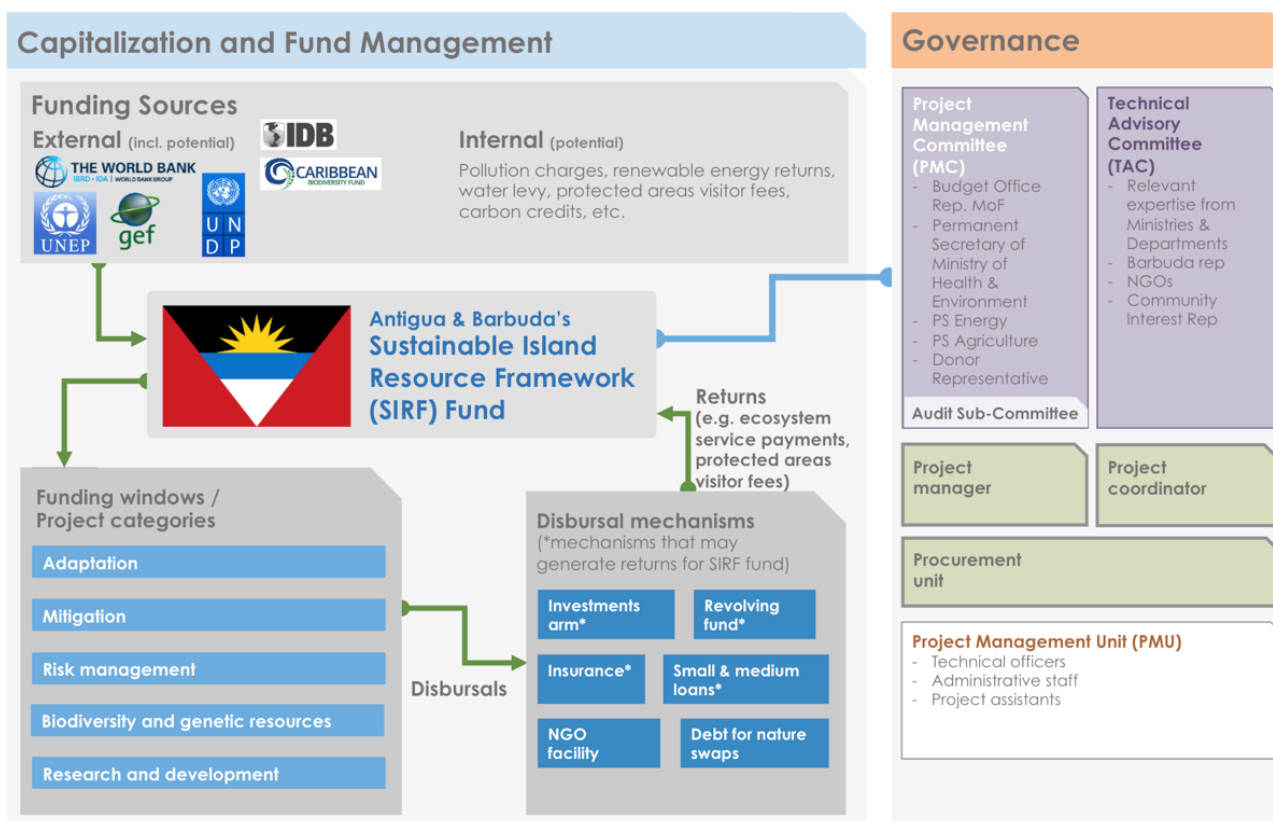 Capitalization and Fund Management
Funding Sources
External (incl. potential)
IDB
THE WORLD BANK
IBRD • IDA | WORLD BANK GROUP
CARIBBEAN
BIODIVERSITY FUND
UNEP
gef
U N
D P
Internal (potential)
Pollution charges, renewable energy returns,
water levy, protected areas visitor fees,
carbon credits, etc.
Antigua & Barbuda’s
Sustainable Island
Resource Framework
(SIRF) Fund
Returns
(e.g. ecosystem
service payments,
protected areas
visitor fees)
Funding windows /
Project categories
Adaptation
Mitigation
Risk management
Biodiversity and genetic resources
Research and development
Disbursals
Disbursal mechanisms
(*mechanisms that may
generate returns for SIRF fund)
Investments
arm*
Revolving
fund*
Insurance*
Small & medium
loans*
NGO
facility
Debt for nature
swaps
Governance
Project
Management
Committee
(PMC)
- Budget Office
Rep. MoF
- Permanent
Secretary of
Ministry of
Health &
Environment
- PS Energy
- PS Agriculture
- Donor
Representative
Audit Sub-Committee
Technical
Advisory
Committee
(TAC)
- Relevant
expertise from
Ministries &
Departments
- Barbuda rep
- NGOs
- Community
Interest Rep
Project
manager
Project
coordinator
Procurement
unit
Project Management Unit (PMU)
- Technical officers
- Administrative staff
- Project assistants